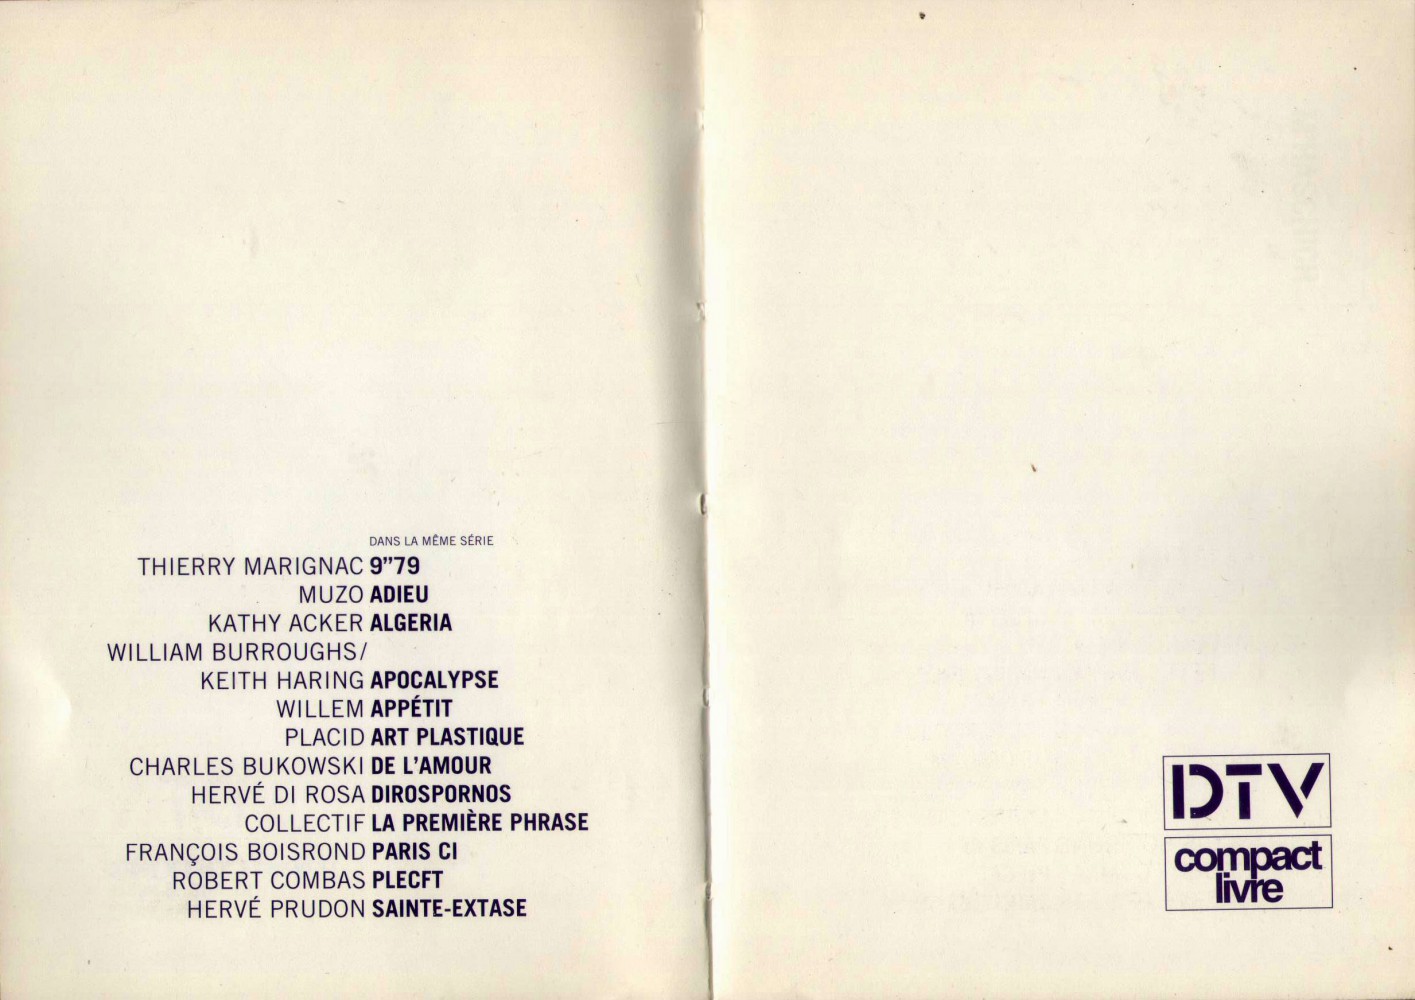 DANS LA MÊME SÉRIE
THIERRY MARIGNAC 9”79
MUZO ADIEU
KATHY ACKER ALGERIA
WILLIAM BURROUGHS/
KEITH HARING APOCALYPSE
WILLEM APPÉTIT
PLACID ART PLASTIQUE
CHARLES BUKOWSKI DE L'AMOUR
HERVÉ DI ROSA DIROSPORNOS
COLLECTIF LA PREMIÈRE PHRASE
FRANÇOIS BOISROND PARIS CI
ROBERT COMBAS PLECFT
HERVÉ PRUDON SAINTE-EXTASE
DTV
compact
livre